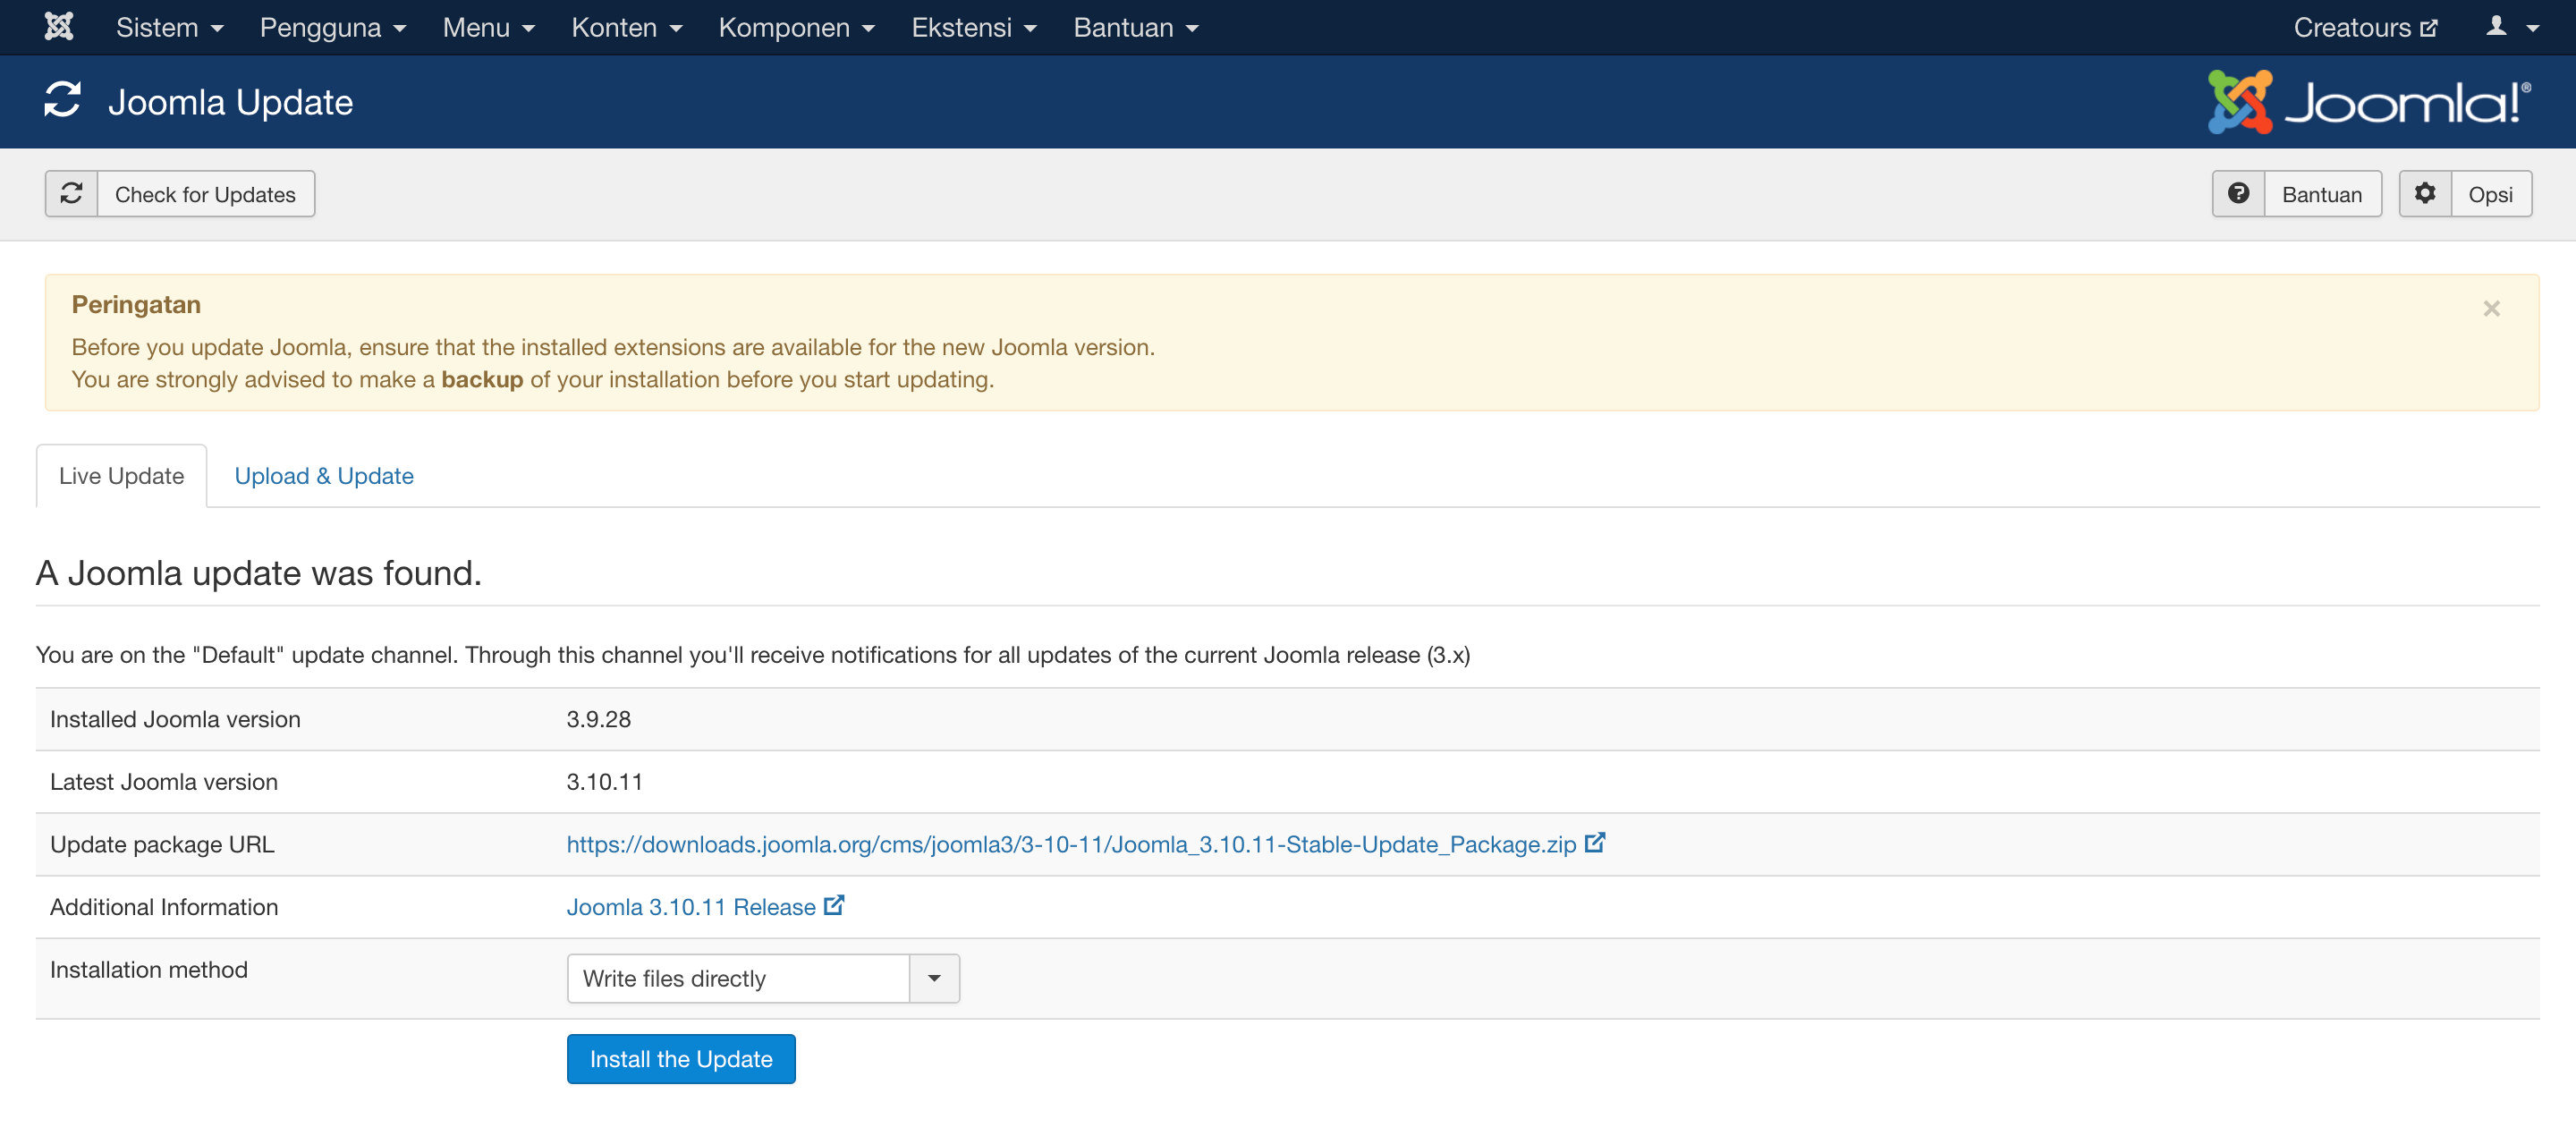 Sistem Pengguna Menu Konten Komponen Ekstensi Bantuan Creatours
Joomla Update Joomla!®
Check for Updates Bantuan Opsi
Peringatan
Before you update Joomla, ensure that the installed extensions are available for the new Joomla version.
You are strongly advised to make a backup of your installation before you start updating.
Live Update Upload & Update
A Joomla update was found.
You are on the "Default" update channel. Through this channel you'll receive notifications for all updates of the current Joomla release (3.x)
Installed Joomla version 3.9.28
Latest Joomla version 3.10.11
Update package URL https://downloads.joomla.org/cms/joomla3/3-10-11/Joomla_3.10.11-Stable-Update_Package.zip
Additional Information Joomla 3.10.11 Release
Installation method Write files directly
Install the Update